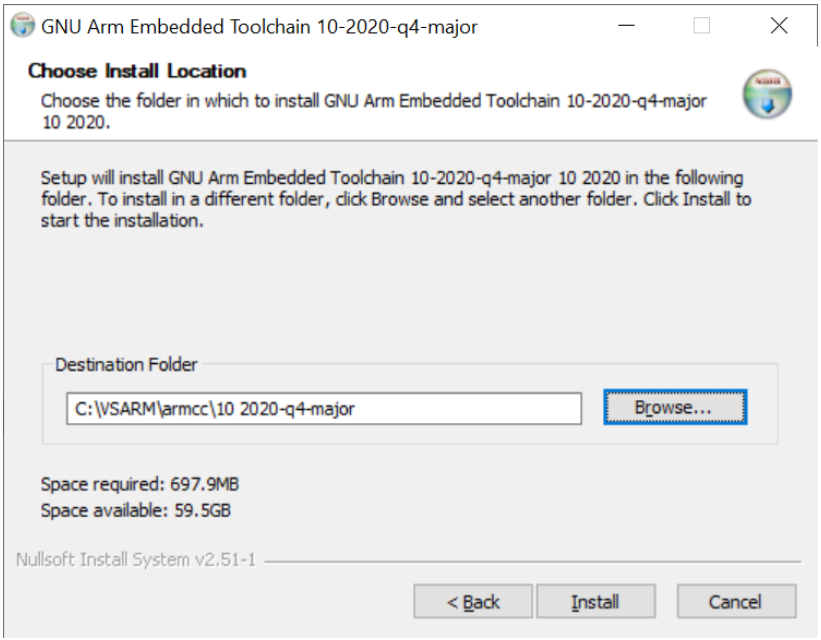 GNU Arm Embedded Toolchain 10-2020-q4-major
Choose Install Location
Choose the folder in which to install GNU Arm Embedded Toolchain 10-2020-q4-major
10 2020.
Setup will install GNU Arm Embedded Toolchain 10-2020-q4-major 10 2020 in the following
folder. To install in a different folder, click Browse and select another folder. Click Install to
start the installation.
Destination Folder
C:\VSARM\armcc\10 2020-q4-major
Browse...
Space required: 697.9MB
Space available: 59.5GB
Nullsoft Install System v2.51-1
< Back
Install
Cancel